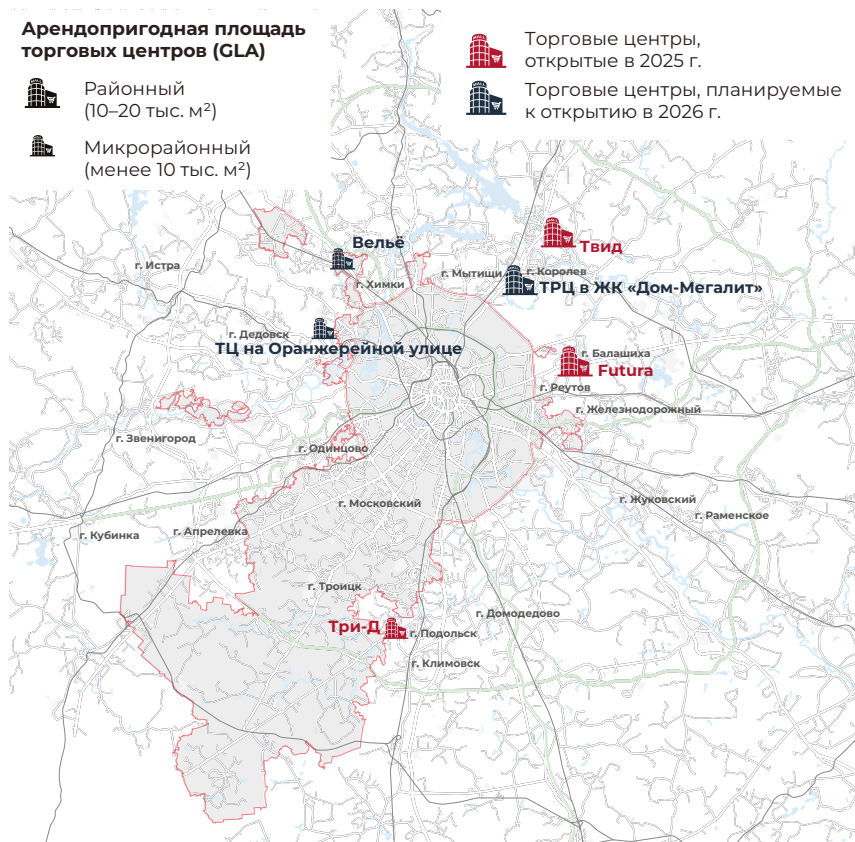 Арендопригодная площадь
торговых центров (GLA)
Районный
(10–20 тыс. м²)
Микрорайонный
(менее 10 тыс. м²)
Торговые центры,
открытые в 2025 г.
Торговые центры, планируемые
к открытию в 2026 г.
Твид
Вельё
г. Истра
г. Мытищи
г. Королев
г. Химки
ТРЦ в ЖК «Дом-Мегалит»
г. Дедовск
ТЦ на Оранжерейной улице
г. Балашиха
Futura
г. Реутов
г. Железнодорожный
г. Звенигород
г. Одинцово
г. Московский
г. Жуковский
г. Раменское
г. Кубинка
г. Апрелевка
г. Троицк
г. Домодедово
Три-Д
г. Подольск
г. Климовск